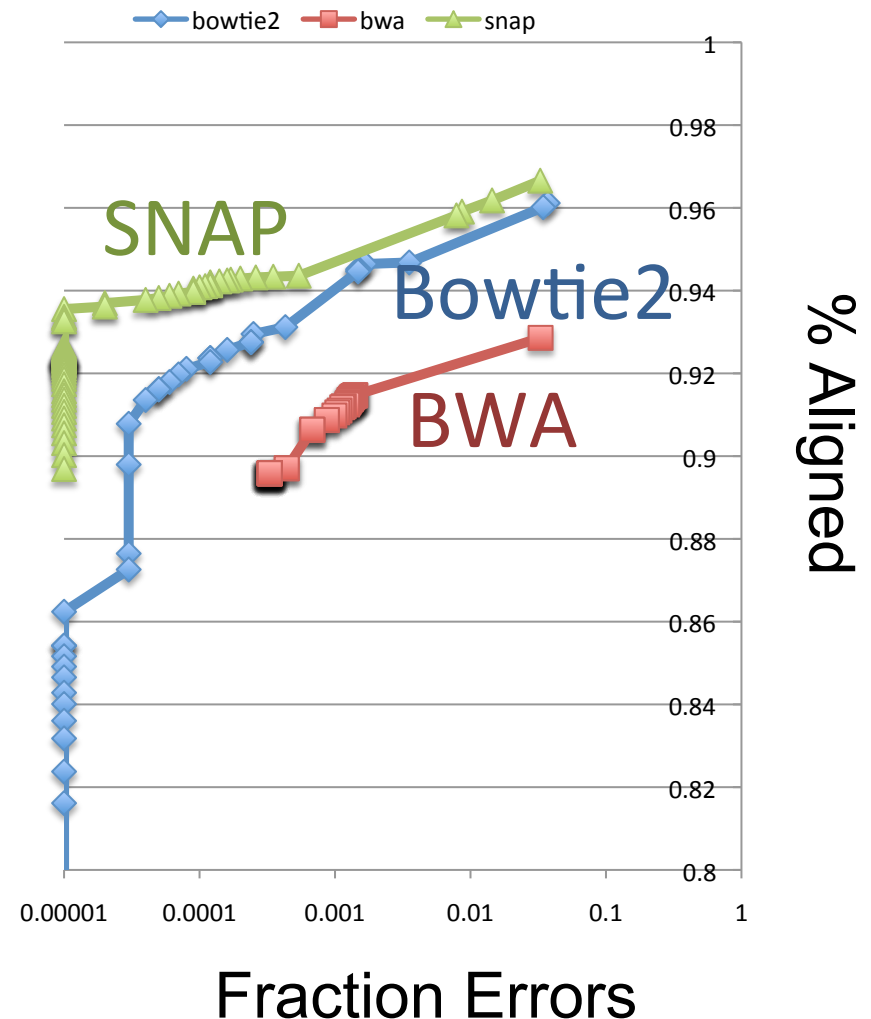 bowtie2 bwa snap
1
0.98
0.96
0.94
0.92
0.9
0.88
0.86
0.84
0.82
0.8
SNAP
Bowtie2
BWA
% Aligned
0.00001 0.0001 0.001 0.01 0.1 1
Fraction Errors